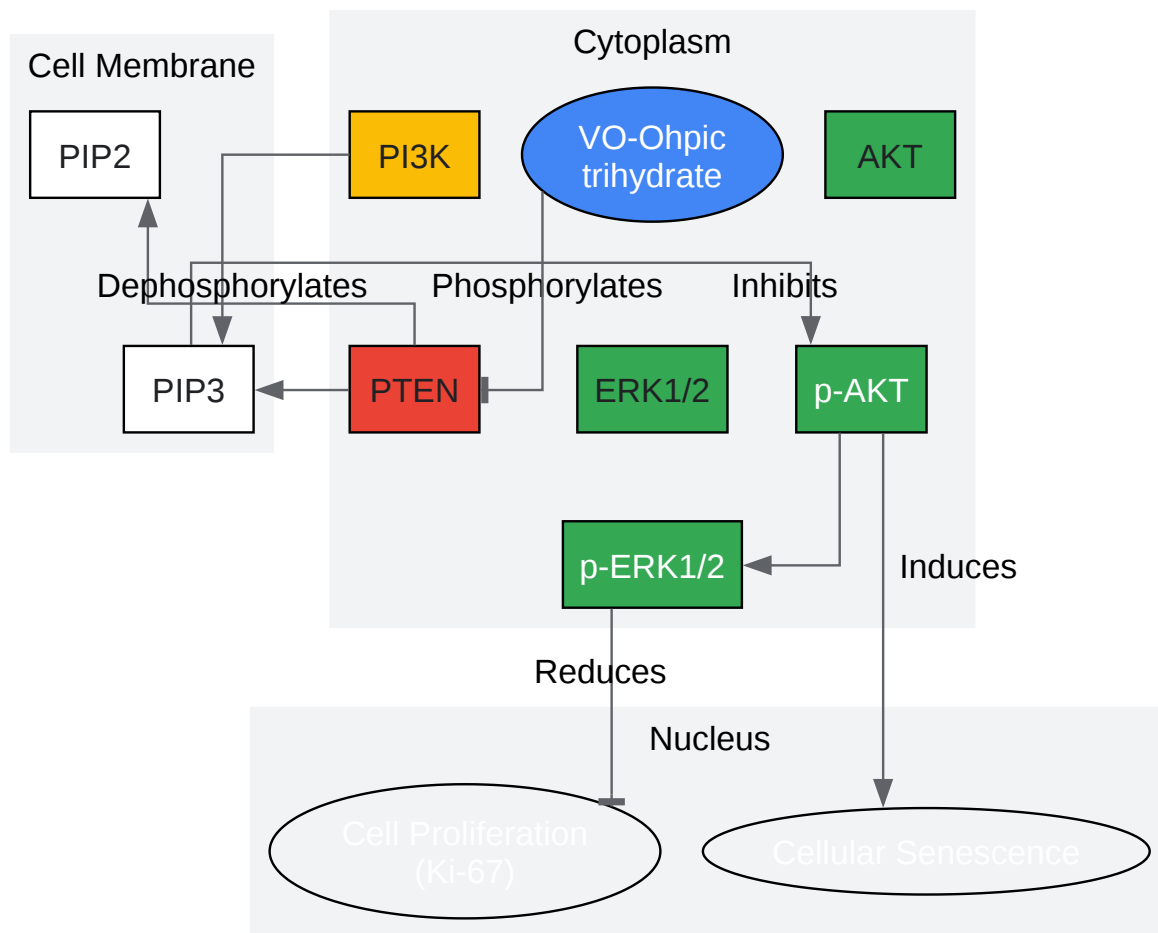 Cytoplasm
Cell Membrane
PIP2
PI3K
VO-Ohpic
trihydrate
AKT
Dephosphorylates
Phosphorylates
Inhibits
PIP3
PTEN
ERK1/2
p-AKT
p-ERK1/2
Induces
Reduces
Nucleus
Cell Proliferation
(Ki-67)
Cellular Senescence